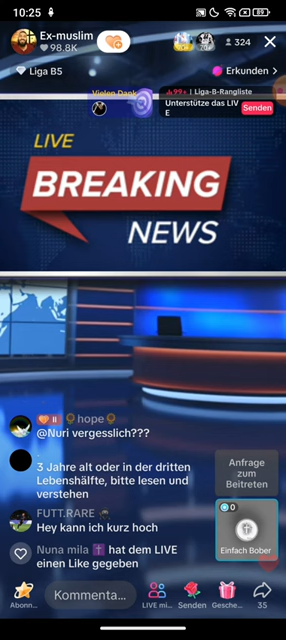 10:25
89
Ex-muslim
98.8K
20
324
Liga B5
Erkunden >
Vielen Dank
99+ | Liga-B-Rangliste
Unterstütze das LIV
E
Senden
LIVE
BREAKING
NEWS
II hope
@Nuri vergesslich???
.
3 Jahre alt oder in der dritten
Lebenshälfte, bitte lesen und
verstehen
Anfrage
zum
Beitreten
FUTT.RARE
Hey kann ich kurz hoch
0
Einfach Bober
Nuna mila hat dem LIVE
einen Like gegeben
Abonn...
Kommenta...
LIVE mi...
Senden
Gesche...
35